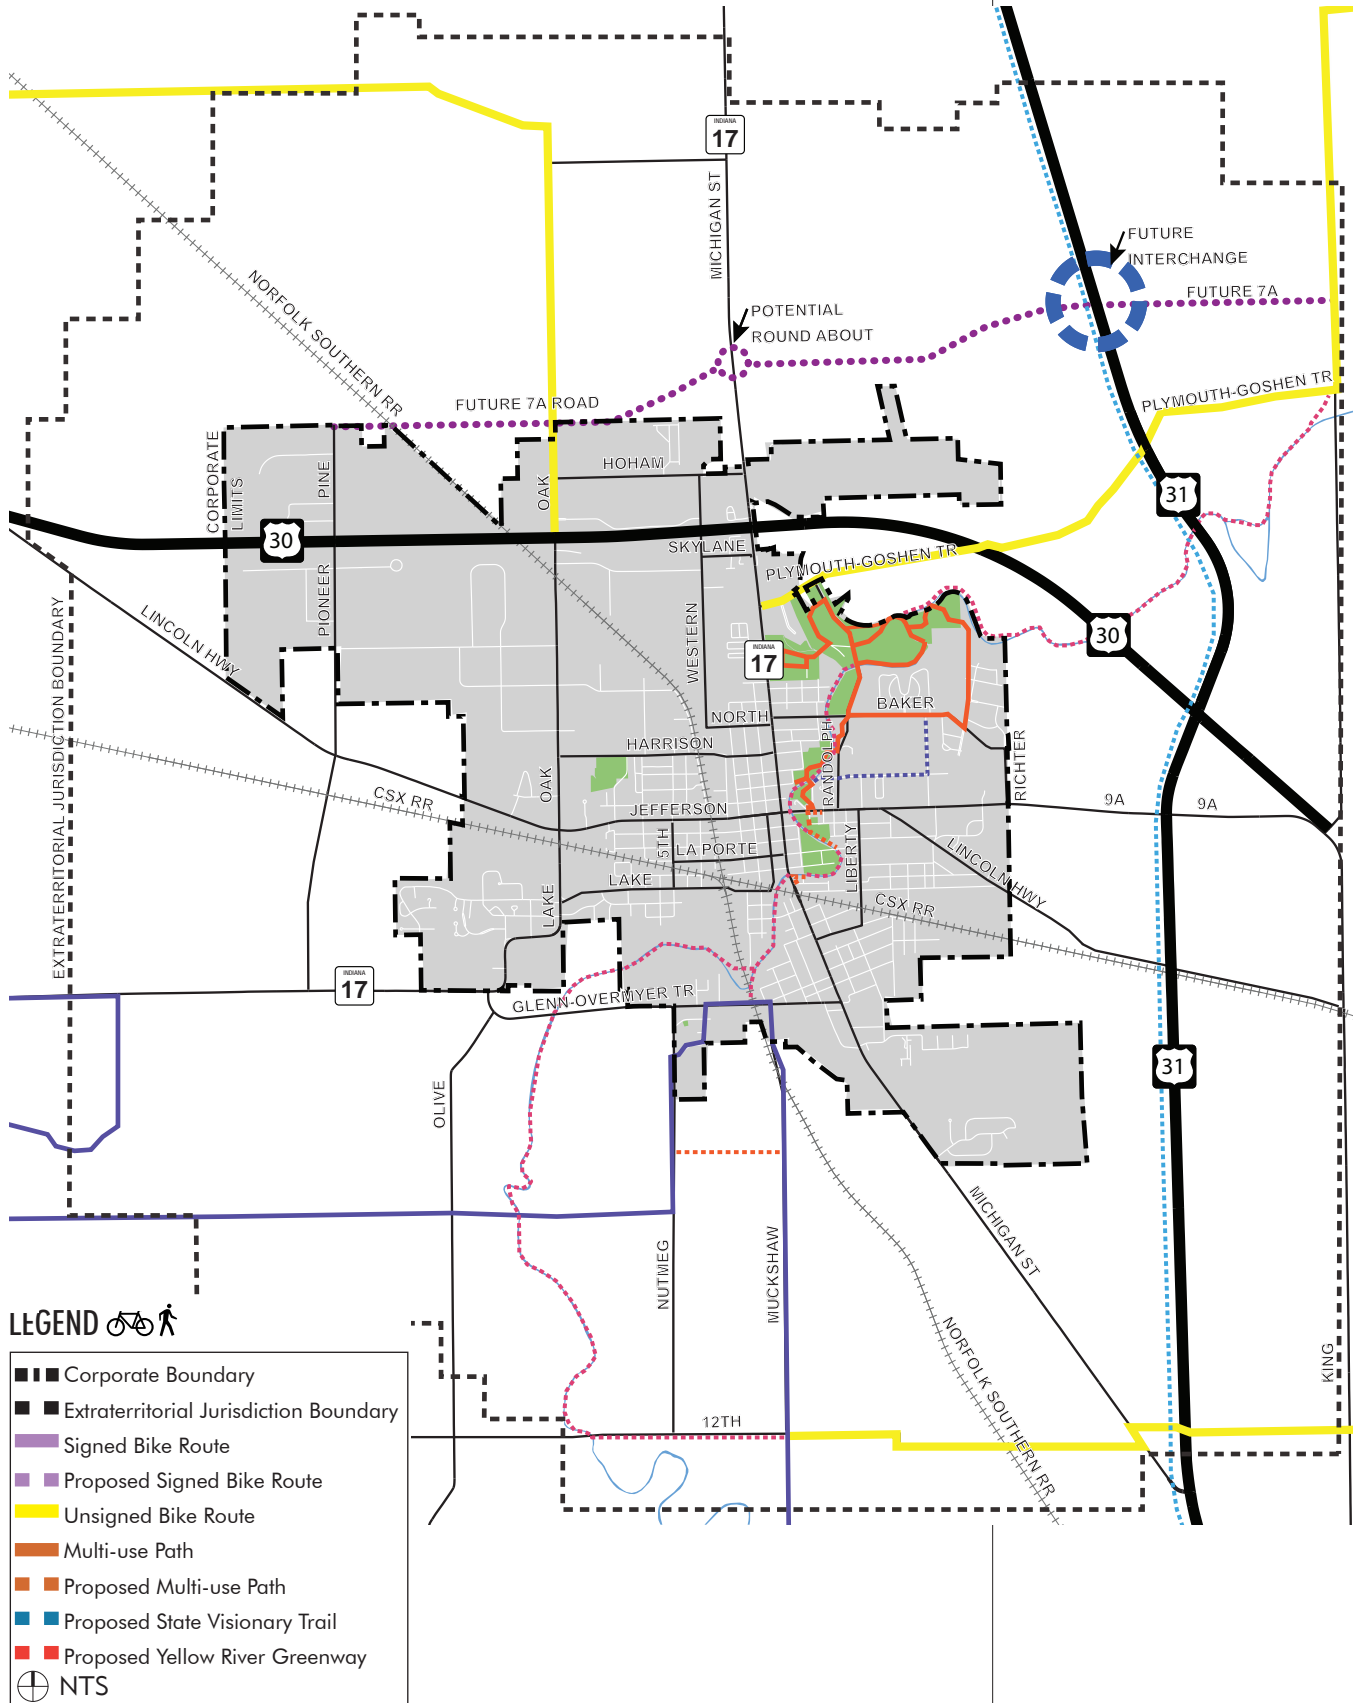 INDIANA
17
MICHIGAN ST
FUTURE
INTERCHANGE
FUTURE 7A
NORFOLK SOUTHERN RR
POTENTIAL
ROUND ABOUT
PLYMOUTH-GOSHEN TR
FUTURE 7A ROAD
CORPORATE
LIMITS
PINE
HOHAM
OAK
31
30
SKYLANE
PLYMOUTH-GOSHEN TR
PIONEER
LINCOLN HWY
EXTRATERRITORIAL JURISDICTION BOUNDARY
WESTERN
30
INDIANA
17
BAKER
NORTH
RANDOLPH
HARRISON
RICHTER
OAK
CSX RR
JEFFERSON
9A
9A
5TH
LA PORTE
LIBERTY
LINCOLN HWY
LAKE
LAKE
CSX RR
INDIANA
17
GLENN-OVERMYER TR
31
OLIVE
MICHIGAN ST
NUTMEG
MUCKSHAW
NORFOLK SOUTHERN RR
KING
12TH
LEGEND
Corporate Boundary
Extraterritorial Jurisdiction Boundary
Signed Bike Route
Proposed Signed Bike Route
Unsigned Bike Route
Multi-use Path
Proposed Multi-use Path
Proposed State Visionary Trail
Proposed Yellow River Greenway
NTS